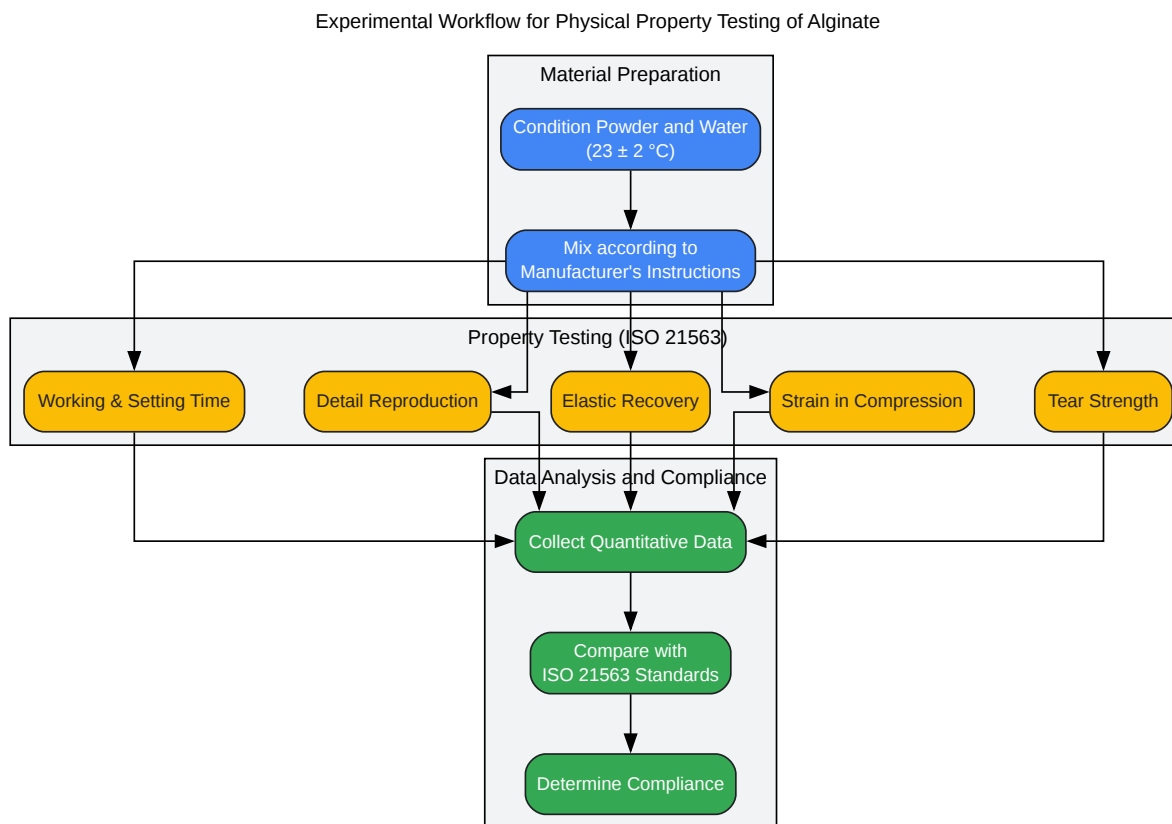 Experimental Workflow for Physical Property Testing of Alginate
Material Preparation
Condition Powder and Water
(23 ± 2 °C)
Mix according to
Manufacturer's Instructions
Property Testing (ISO 21563)
Working & Setting Time
Detail Reproduction
Elastic Recovery
Strain in Compression
Tear Strength
Data Analysis and Compliance
Collect Quantitative Data
Compare with
ISO 21563 Standards
Determine Compliance